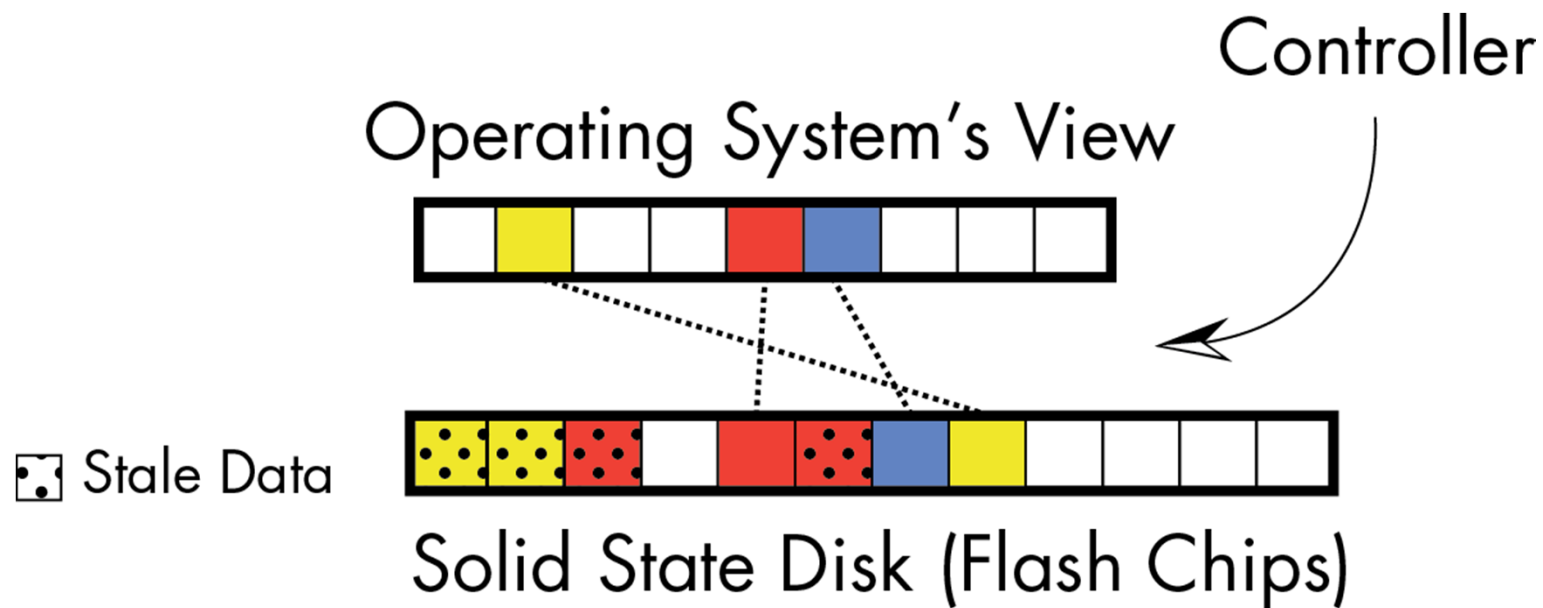 Controller
Operating System’s View
Stale Data
Solid State Disk (Flash Chips)